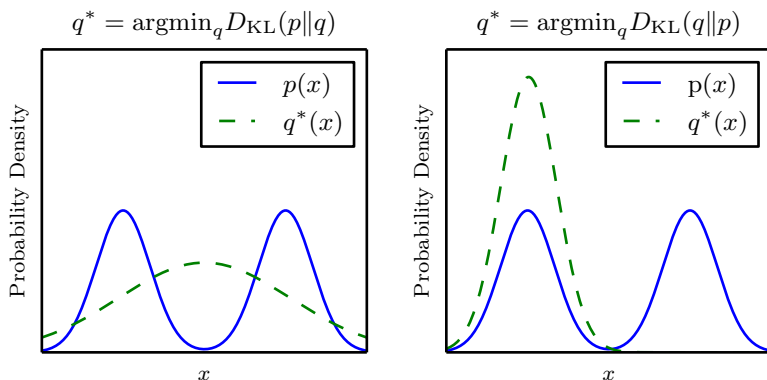 q* = argmin_q D_KL(p‖q)
p(x)
q*(x)
Probability Density
x
q* = argmin_q D_KL(q‖p)
p(x)
q*(x)
Probability Density
x